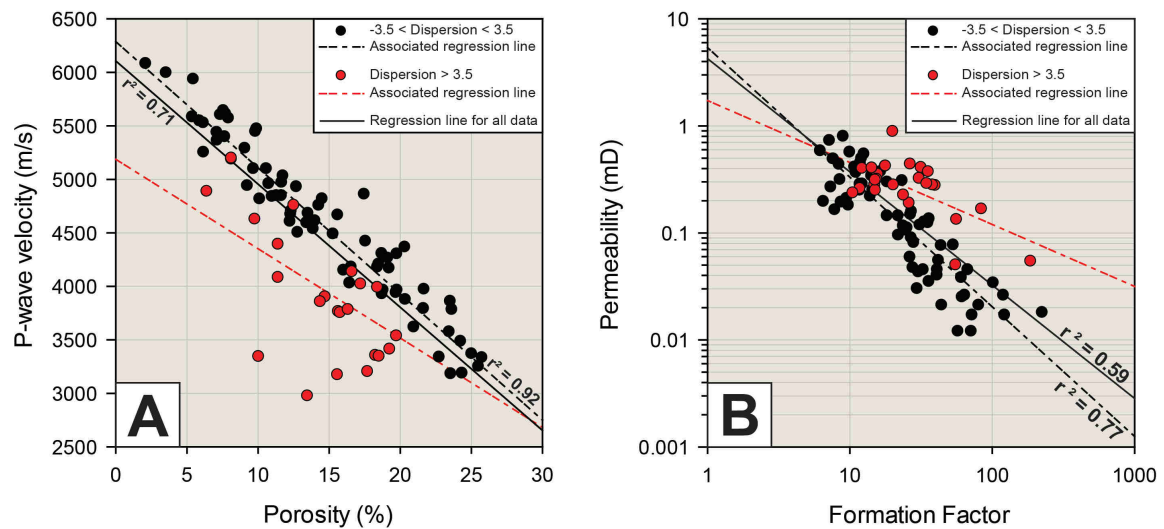 6500
6000
5500
5000
4500
4000
3500
3000
2500
P-wave velocity (m/s)
0
5
10
15
20
25
30
Porosity (%)
-3.5 < Dispersion < 3.5
Associated regression line
Dispersion > 3.5
Associated regression line
Regression line for all data
r² = 0.71
r² = 0.92
A
10
1
0.1
0.01
0.001
Permeability (mD)
1
10
100
1000
Formation Factor
-3.5 < Dispersion < 3.5
Associated regression line
Dispersion > 3.5
Associated regression line
Regression line for all data
r² = 0.59
r² = 0.77
B